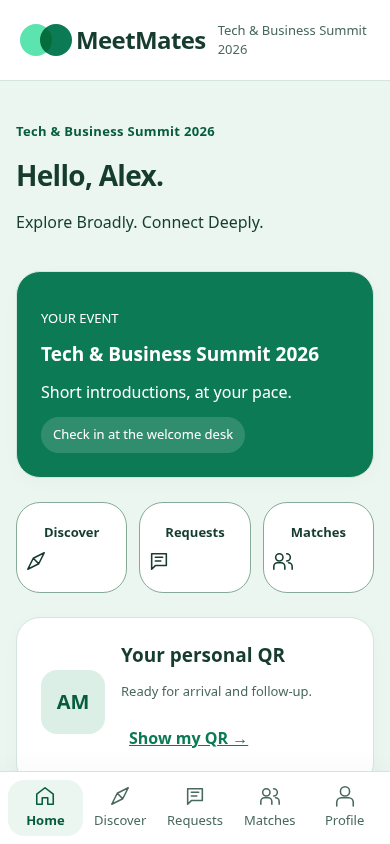 MeetMates
Tech & Business Summit
2026
Tech & Business Summit 2026
Hello, Alex.
Explore Broadly. Connect Deeply.
YOUR EVENT
Tech & Business Summit 2026
Short introductions, at your pace.
Check in at the welcome desk
Discover
Requests
Matches
Your personal QR
AM
Ready for arrival and follow-up.
Show my QR →
Home
Discover
Requests
Matches
Profile